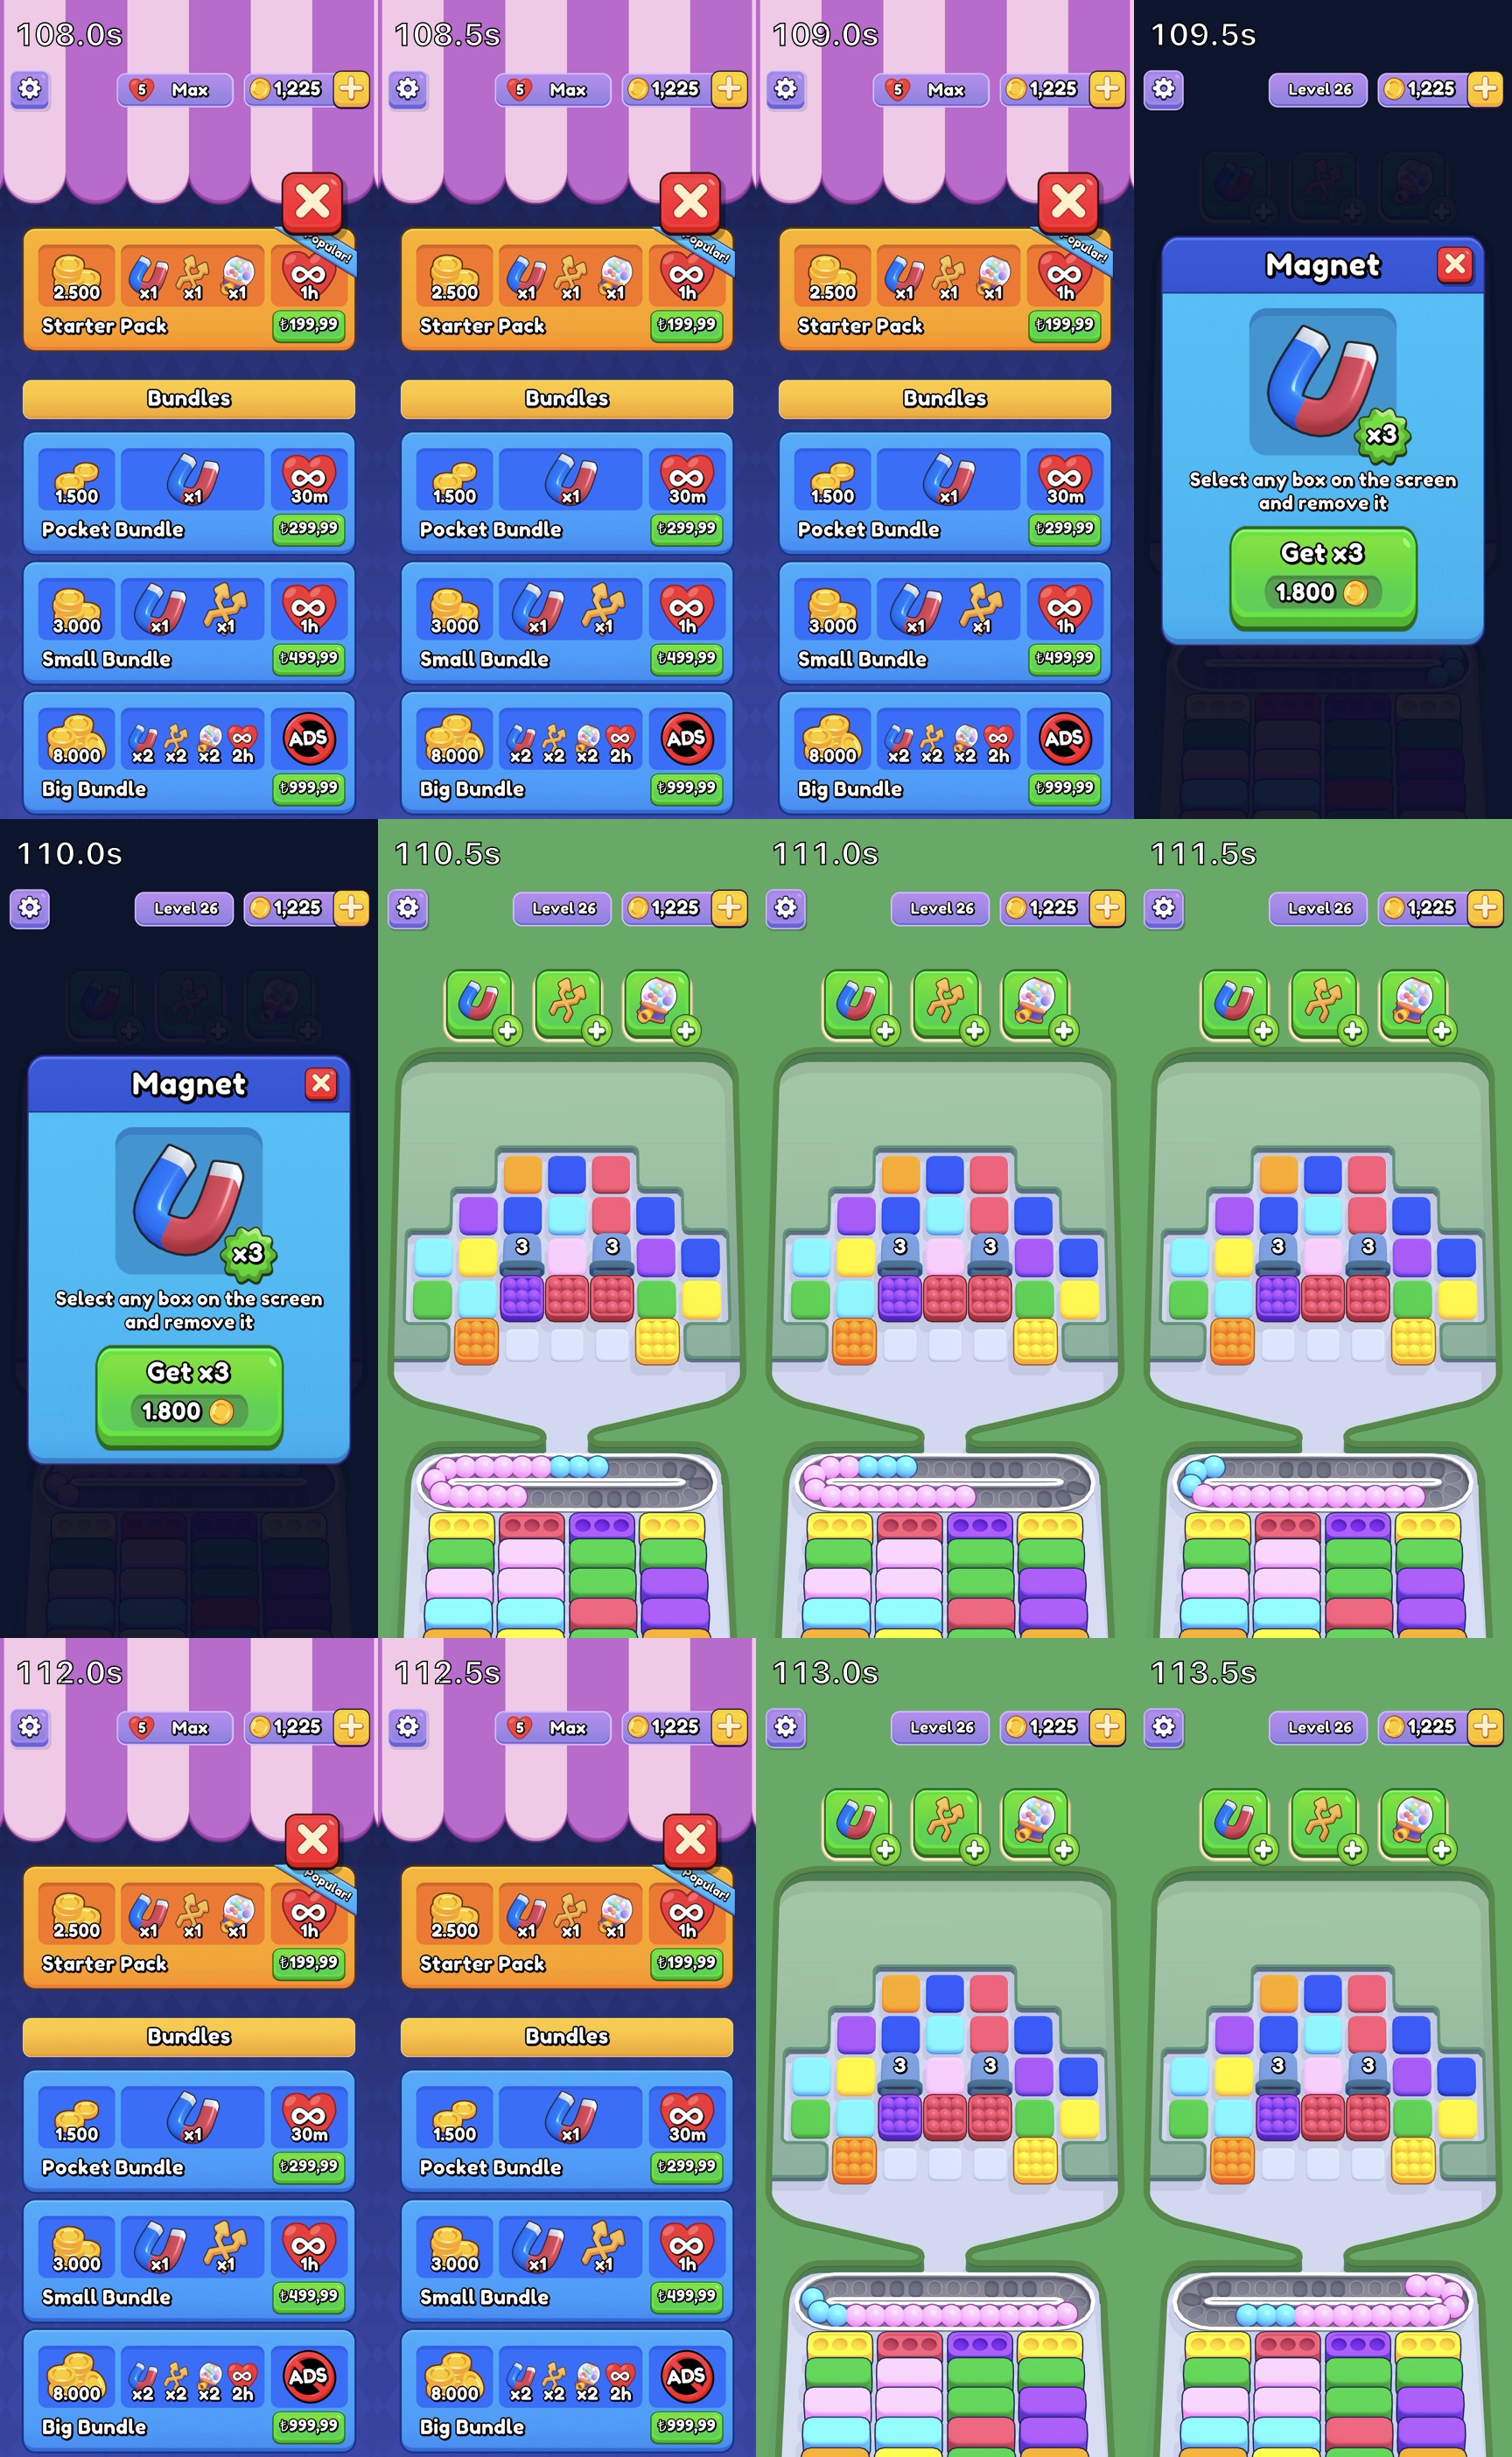 108.0s
5 Max 1,225
Popular!
2.500 x1 x1 x1 1h
Starter Pack ₺199,99
Bundles
1.500 x1 30m
Pocket Bundle ₺299,99
3.000 x1 x1 1h
Small Bundle ₺499,99
8.000 x2 x2 x2 2h ADS
Big Bundle ₺999,99
108.5s
5 Max 1,225
Popular!
2.500 x1 x1 x1 1h
Starter Pack ₺199,99
Bundles
1.500 x1 30m
Pocket Bundle ₺299,99
3.000 x1 x1 1h
Small Bundle ₺499,99
8.000 x2 x2 x2 2h ADS
Big Bundle ₺999,99
109.0s
5 Max 1,225
Popular!
2.500 x1 x1 x1 1h
Starter Pack ₺199,99
Bundles
1.500 x1 30m
Pocket Bundle ₺299,99
3.000 x1 x1 1h
Small Bundle ₺499,99
8.000 x2 x2 x2 2h ADS
Big Bundle ₺999,99
109.5s
Level 26 1,225
Magnet
x3
Select any box on the screen
and remove it
Get x3
1.800
110.0s
Level 26 1,225
Magnet
x3
Select any box on the screen
and remove it
Get x3
1.800
110.5s
Level 26 1,225
3 3
111.0s
Level 26 1,225
3 3
111.5s
Level 26 1,225
3 3
112.0s
5 Max 1,225
Popular!
2.500 x1 x1 x1 1h
Starter Pack ₺199,99
Bundles
1.500 x1 30m
Pocket Bundle ₺299,99
3.000 x1 x1 1h
Small Bundle ₺499,99
8.000 x2 x2 x2 2h ADS
Big Bundle ₺999,99
112.5s
5 Max 1,225
Popular!
2.500 x1 x1 x1 1h
Starter Pack ₺199,99
Bundles
1.500 x1 30m
Pocket Bundle ₺299,99
3.000 x1 x1 1h
Small Bundle ₺499,99
8.000 x2 x2 x2 2h ADS
Big Bundle ₺999,99
113.0s
Level 26 1,225
3 3
113.5s
Level 26 1,225
3 3